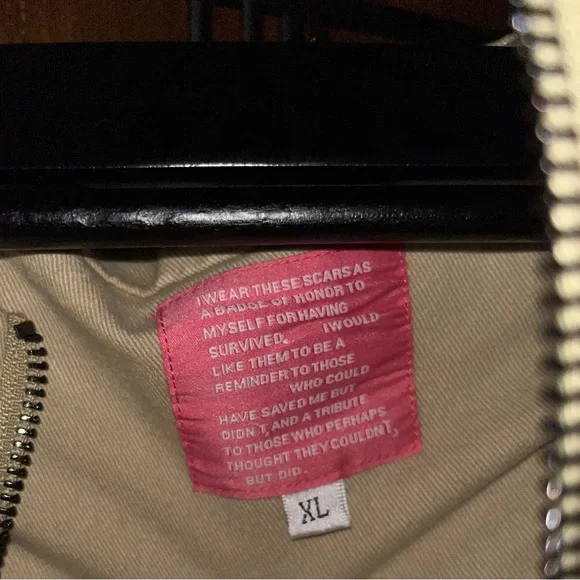 I WEAR THESE SCARS AS
A BADGE OF HONOR TO
MYSELF FOR HAVING
SURVIVED. I WOULD
LIKE THEM TO BE A
REMINDER TO THOSE
WHO COULD
HAVE SAVED ME BUT
DIDN'T, AND A TRIBUTE
TO THOSE WHO PERHAPS
THOUGHT THEY COULDN'T,
BUT DID.
XL